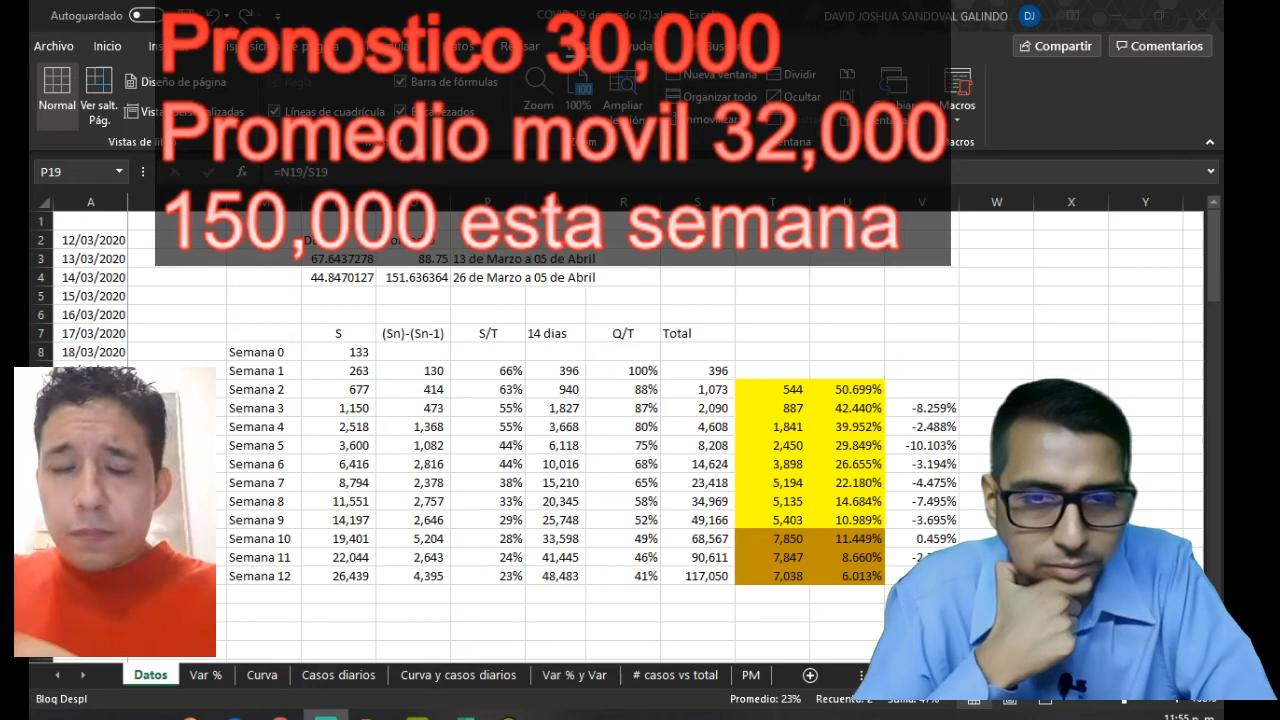 Pronostico 30,000
Promedio movil 32,000
150,000 esta semana
Autoguardado
DAVID JOSHUA SANDOVAL GALINDO DJ
Archivo Inicio
Compartir Comentarios
Normal Ver salt. Pág. Diseño de página
Barra de fórmulas
Líneas de cuadrícula
Zoom 100% Ampliar
Nueva ventana Dividir
Organizar todo Ocultar
Macros
Vistas de
P19 fx =N19/S19
A P R S T U V W X Y
1
2 12/03/2020
3 13/03/2020 67.6437278 88.75 13 de Marzo a 05 de Abril
4 14/03/2020 44.8470127 151.636364 26 de Marzo a 05 de Abril
5 15/03/2020
6 16/03/2020
7 17/03/2020 S (Sn)-(Sn-1) S/T 14 dias Q/T Total
8 18/03/2020 Semana 0 133
Semana 1 263 130 66% 396 100% 396
Semana 2 677 414 63% 940 88% 1,073 544 50.699%
Semana 3 1,150 473 55% 1,827 87% 2,090 887 42.440% -8.259%
Semana 4 2,518 1,368 55% 3,668 80% 4,608 1,841 39.952% -2.488%
Semana 5 3,600 1,082 44% 6,118 75% 8,208 2,450 29.849% -10.103%
Semana 6 6,416 2,816 44% 10,016 68% 14,624 3,898 26.655% -3.194%
Semana 7 8,794 2,378 38% 15,210 65% 23,418 5,194 22.180% -4.475%
Semana 8 11,551 2,757 33% 20,345 58% 34,969 5,135 14.684% -7.495%
Semana 9 14,197 2,646 29% 25,748 52% 49,166 5,403 10.989% -3.695%
Semana 10 19,401 5,204 28% 33,598 49% 68,567 7,850 11.449% 0.459%
Semana 11 22,044 2,643 24% 41,445 46% 90,611 7,847 8.660%
Semana 12 26,439 4,395 23% 48,483 41% 117,050 7,038 6.013%
Datos Var % Curva Casos diarios Curva y casos diarios Var % y Var # casos vs total PM
Bloq Despl Promedio: 23%